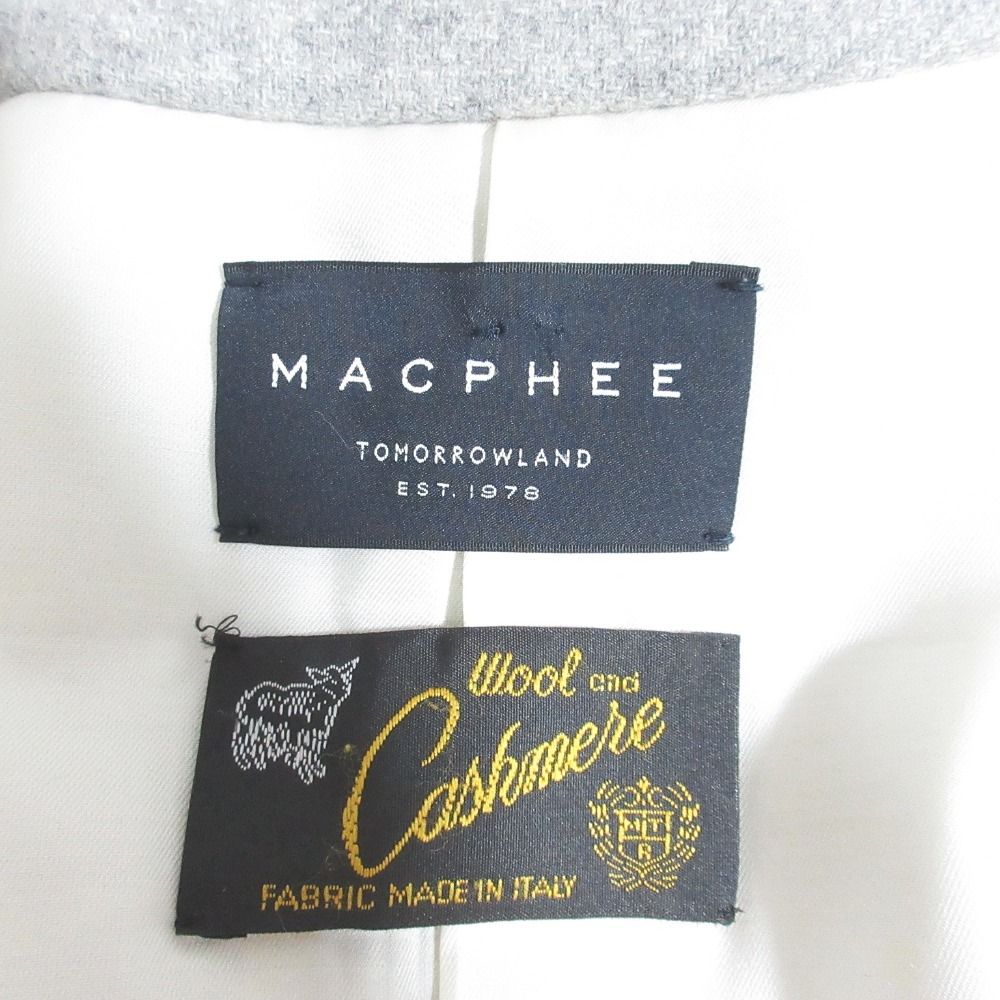 MACPHEE
TOMORROWLAND
EST. 1978
Wool and
Cashmere
FABRIC MADE IN ITALY